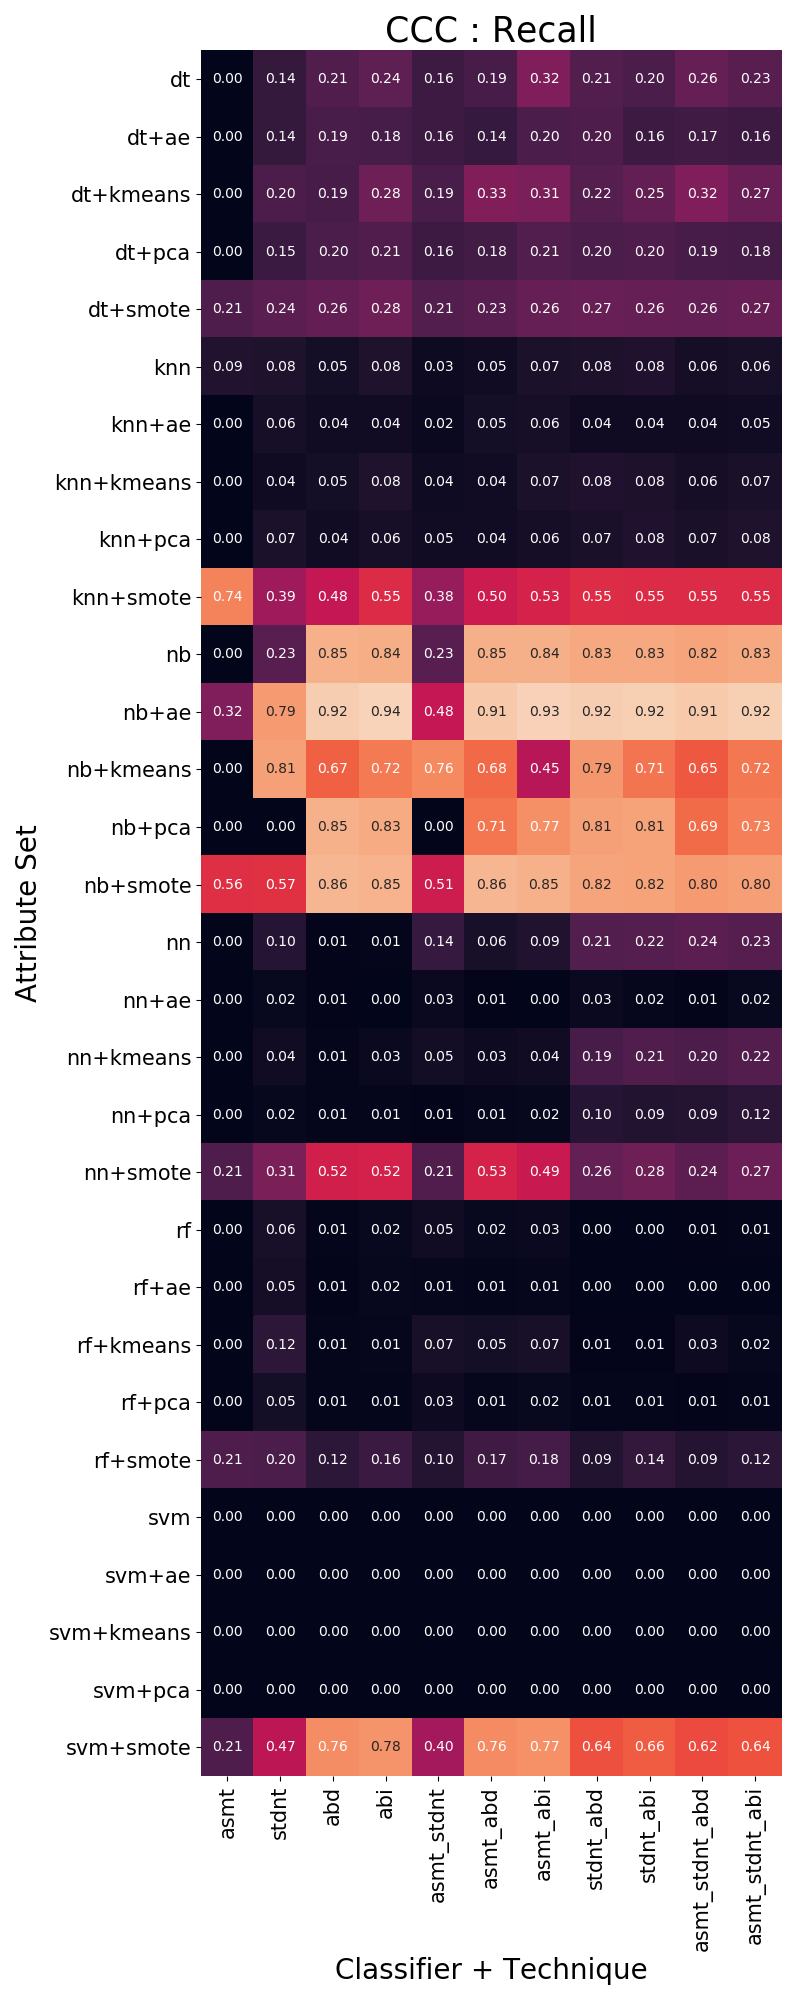 CCC : Recall
dt 0.00 0.14 0.21 0.24 0.16 0.19 0.32 0.21 0.20 0.26 0.23
dt+ae 0.00 0.14 0.19 0.18 0.16 0.14 0.20 0.20 0.16 0.17 0.16
dt+kmeans 0.00 0.20 0.19 0.28 0.19 0.33 0.31 0.22 0.25 0.32 0.27
dt+pca 0.00 0.15 0.20 0.21 0.16 0.18 0.21 0.20 0.20 0.19 0.18
dt+smote 0.21 0.24 0.26 0.28 0.21 0.23 0.26 0.27 0.26 0.26 0.27
knn 0.09 0.08 0.05 0.08 0.03 0.05 0.07 0.08 0.08 0.06 0.06
knn+ae 0.00 0.06 0.04 0.04 0.02 0.05 0.06 0.04 0.04 0.04 0.05
knn+kmeans 0.00 0.04 0.05 0.08 0.04 0.04 0.07 0.08 0.08 0.06 0.07
knn+pca 0.00 0.07 0.04 0.06 0.05 0.04 0.06 0.07 0.08 0.07 0.08
knn+smote 0.74 0.39 0.48 0.55 0.38 0.50 0.53 0.55 0.55 0.55 0.55
nb 0.00 0.23 0.85 0.84 0.23 0.85 0.84 0.83 0.83 0.82 0.83
nb+ae 0.32 0.79 0.92 0.94 0.48 0.91 0.93 0.92 0.92 0.91 0.92
nb+kmeans 0.00 0.81 0.67 0.72 0.76 0.68 0.45 0.79 0.71 0.65 0.72
nb+pca 0.00 0.00 0.85 0.83 0.00 0.71 0.77 0.81 0.81 0.69 0.73
nb+smote 0.56 0.57 0.86 0.85 0.51 0.86 0.85 0.82 0.82 0.80 0.80
nn 0.00 0.10 0.01 0.01 0.14 0.06 0.09 0.21 0.22 0.24 0.23
nn+ae 0.00 0.02 0.01 0.00 0.03 0.01 0.00 0.03 0.02 0.01 0.02
nn+kmeans 0.00 0.04 0.01 0.03 0.05 0.03 0.04 0.19 0.21 0.20 0.22
nn+pca 0.00 0.02 0.01 0.01 0.01 0.01 0.02 0.10 0.09 0.09 0.12
nn+smote 0.21 0.31 0.52 0.52 0.21 0.53 0.49 0.26 0.28 0.24 0.27
rf 0.00 0.06 0.01 0.02 0.05 0.02 0.03 0.00 0.00 0.01 0.01
rf+ae 0.00 0.05 0.01 0.02 0.01 0.01 0.01 0.00 0.00 0.00 0.00
rf+kmeans 0.00 0.12 0.01 0.01 0.07 0.05 0.07 0.01 0.01 0.03 0.02
rf+pca 0.00 0.05 0.01 0.01 0.03 0.01 0.02 0.01 0.01 0.01 0.01
rf+smote 0.21 0.20 0.12 0.16 0.10 0.17 0.18 0.09 0.14 0.09 0.12
svm 0.00 0.00 0.00 0.00 0.00 0.00 0.00 0.00 0.00 0.00 0.00
svm+ae 0.00 0.00 0.00 0.00 0.00 0.00 0.00 0.00 0.00 0.00 0.00
svm+kmeans 0.00 0.00 0.00 0.00 0.00 0.00 0.00 0.00 0.00 0.00 0.00
svm+pca 0.00 0.00 0.00 0.00 0.00 0.00 0.00 0.00 0.00 0.00 0.00
svm+smote 0.21 0.47 0.76 0.78 0.40 0.76 0.77 0.64 0.66 0.62 0.64
Attribute Set
asmt
stdnt
abd
abi
asmt_stdnt
asmt_abd
asmt_abi
stdnt_abd
stdnt_abi
asmt_stdnt_abd
asmt_stdnt_abi
Classifier + Technique